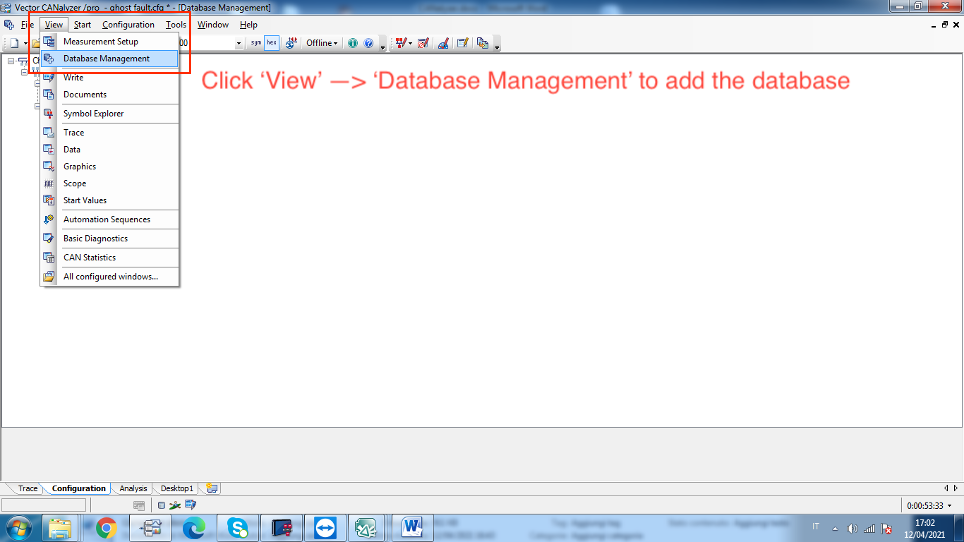 Vector CANalyzer /pro - ghost fault.cfg * - [Database Management]
File View Start Configuration Tools Window Help
00 sym hex Offline
Measurement Setup
Database Management
Click ‘View’ —> ‘Database Management’ to add the database
Write
Documents
Symbol Explorer
Trace
Data
Graphics
Scope
Start Values
Automation Sequences
Basic Diagnostics
CAN Statistics
All configured windows...
Trace Configuration Analysis Desktop1
0:00:53:33
IT 17:02
12/04/2021